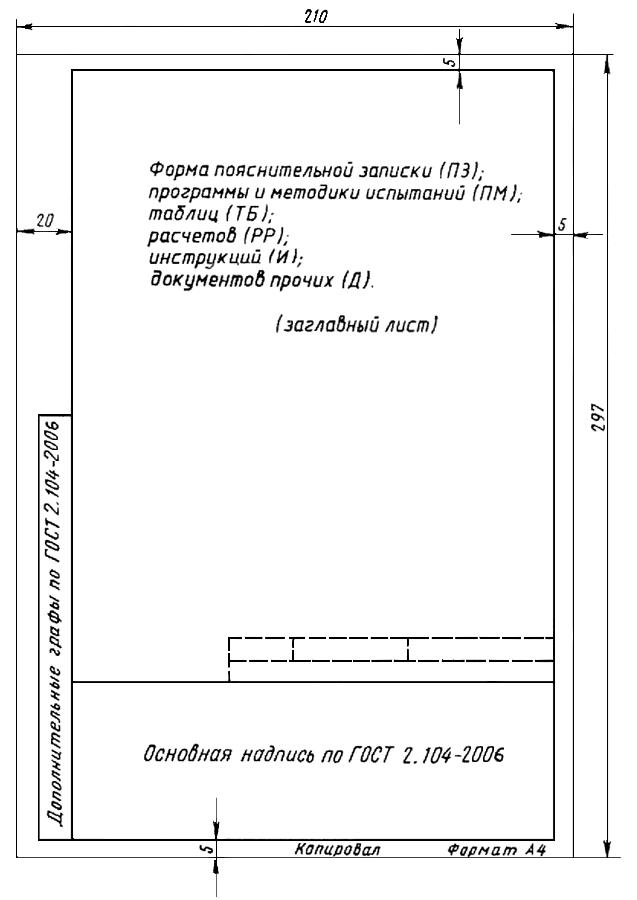 210
5
Форма пояснительной записки (ПЗ);
программы и методики испытаний (ПМ);
таблиц (ТБ);
20
5
расчетов (РР);
инструкций (И);
документов прочих (Д).
(заглавный лист)
297
Дополнительные графы по ГОСТ 2.104-2006
Основная надпись по ГОСТ 2.104-2006
5
Копировал Формат А4